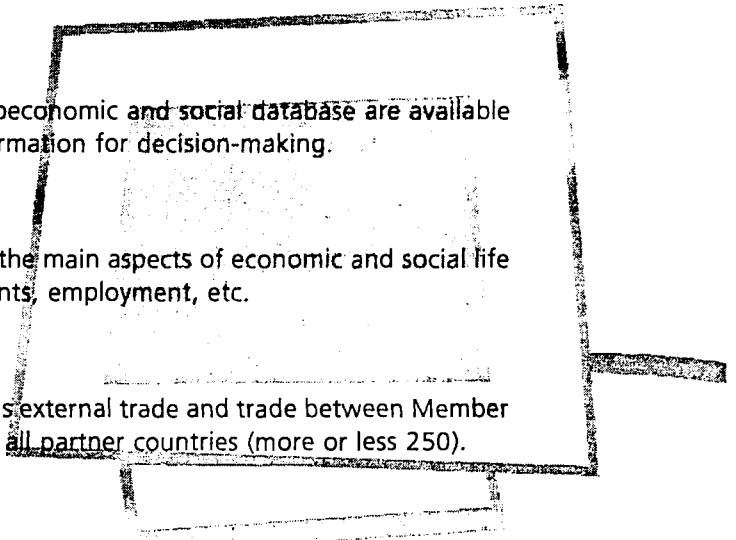 oeconomic and social database are available
rmation for decision-making.
the main aspects of economic and social life
nts, employment, etc.
s external trade and trade between Member
all partner countries (more or less 250).